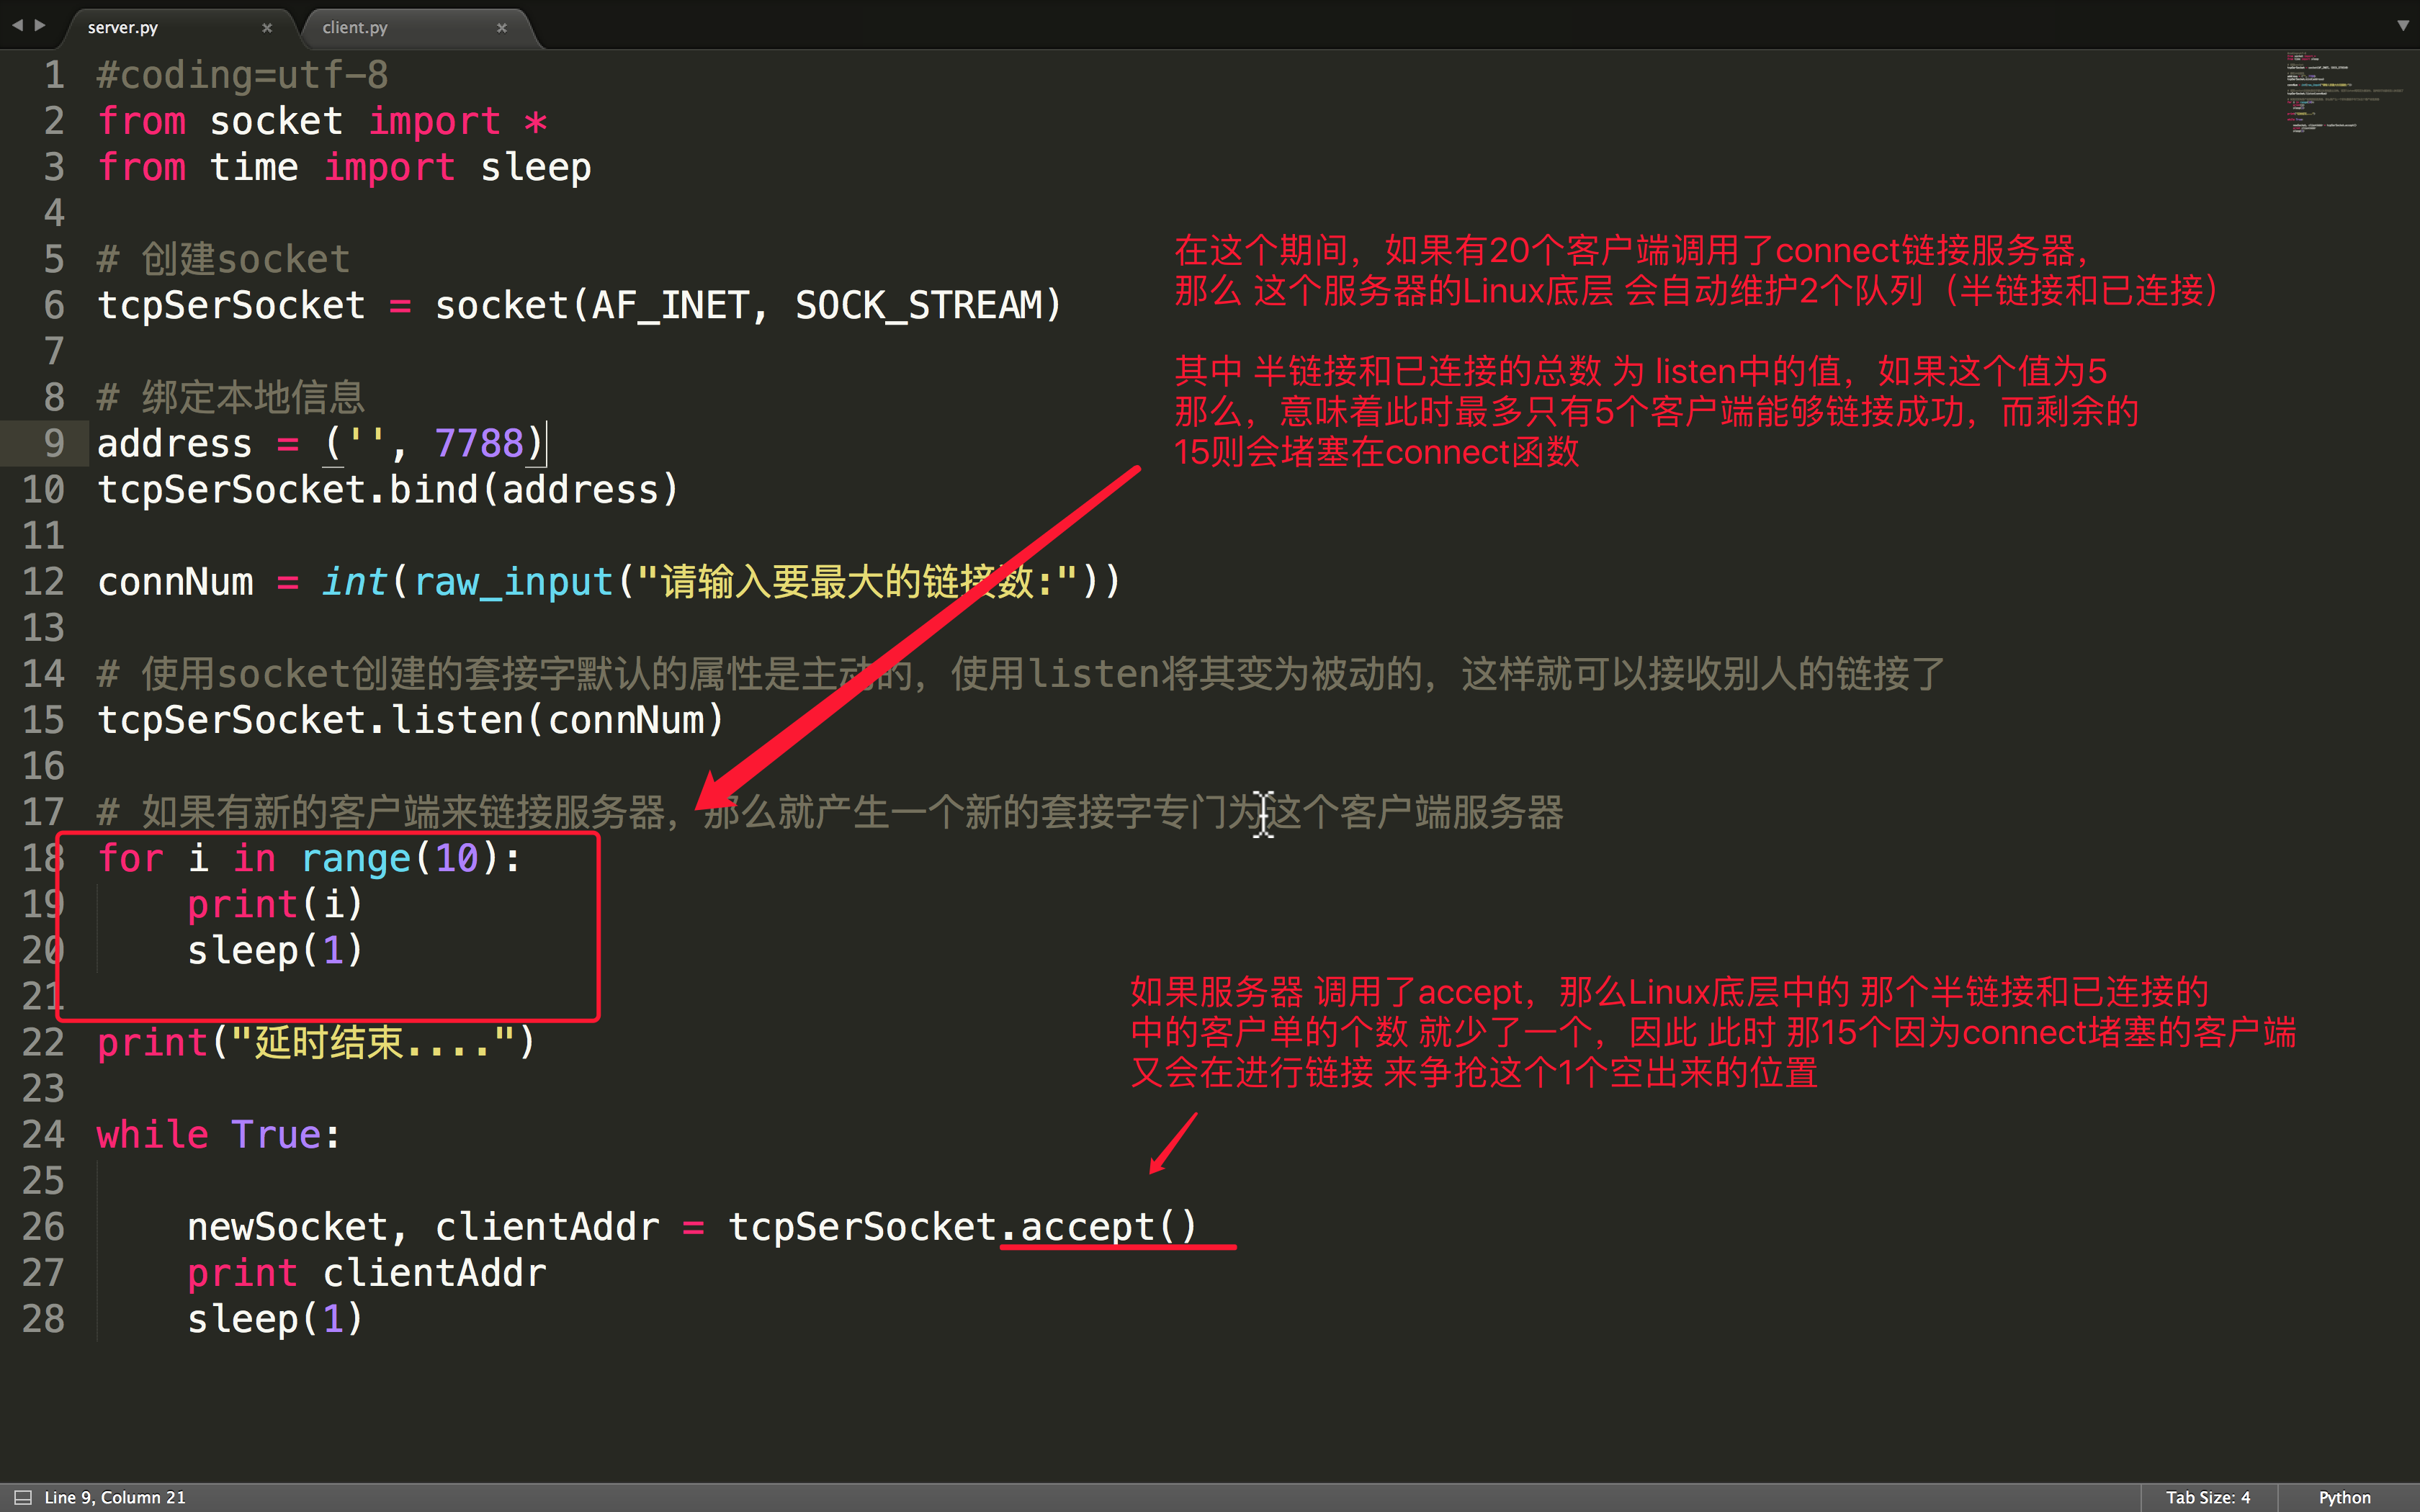 server.py × client.py ×
1 #coding=utf-8
2 from socket import *
3 from time import sleep
4
5 # 创建socket
6 tcpSerSocket = socket(AF_INET, SOCK_STREAM)
7
8 # 绑定本地信息
9 address = ('', 7788)
10 tcpSerSocket.bind(address)
11
12 connNum = int(raw_input("请输入要最大的链接数:"))
13
14 # 使用socket创建的套接字默认的属性是主动的，使用listen将其变为被动的，这样就可以接收别人的链接了
15 tcpSerSocket.listen(connNum)
16
17 # 如果有新的客户端来链接服务器，那么就产生一个新的套接字专门为这个客户端服务器
18 for i in range(10):
19     print(i)
20     sleep(1)
21
22 print("延时结束....")
23
24 while True:
25
26     newSocket, clientAddr = tcpSerSocket.accept()
27     print clientAddr
28     sleep(1)
在这个期间，如果有20个客户端调用了connect链接服务器，
那么 这个服务器的Linux底层 会自动维护2个队列（半链接和已连接）
其中 半链接和已连接的总数 为 listen中的值，如果这个值为5
那么，意味着此时最多只有5个客户端能够链接成功，而剩余的
15则会堵塞在connect函数
如果服务器 调用了accept，那么Linux底层中的 那个半链接和已连接的
中的客户单的个数 就少了一个，因此 此时 那15个因为connect堵塞的客户端
又会在进行链接 来争抢这个1个空出来的位置
Line 9, Column 21
Tab Size: 4
Python